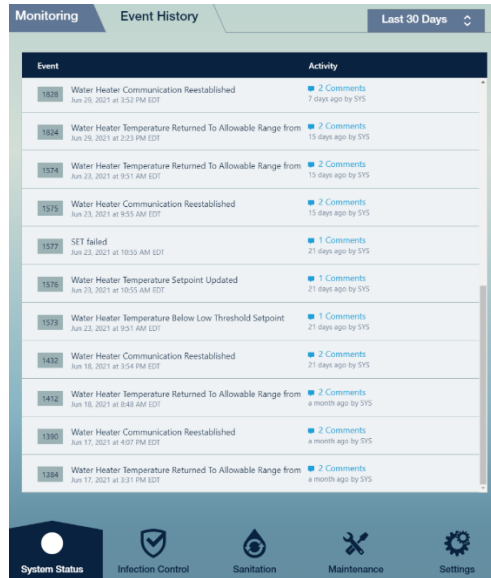 Monitoring
Event History
Last 30 Days
Event
Activity
1828
Water Heater Communication Reestablished
Jun 29, 2021 at 3:52 PM EDT
2 Comments
7 days ago by SYS
1824
Water Heater Temperature Returned To Allowable Range from
Jun 29, 2021 at 2:23 PM EDT
2 Comments
15 days ago by SYS
1574
Water Heater Temperature Returned To Allowable Range from
Jun 23, 2021 at 9:51 AM EDT
2 Comments
15 days ago by SYS
1575
Water Heater Communication Reestablished
Jun 23, 2021 at 9:55 AM EDT
2 Comments
15 days ago by SYS
1577
SET failed
Jun 23, 2021 at 10:55 AM EDT
1 Comments
21 days ago by SYS
1576
Water Heater Temperature Setpoint Updated
Jun 23, 2021 at 10:55 AM EDT
1 Comments
21 days ago by SYS
1573
Water Heater Temperature Below Low Threshold Setpoint
Jun 23, 2021 at 9:51 AM EDT
1 Comments
21 days ago by SYS
1432
Water Heater Communication Reestablished
Jun 18, 2021 at 3:54 PM EDT
2 Comments
21 days ago by SYS
1412
Water Heater Temperature Returned To Allowable Range from
Jun 18, 2021 at 8:48 AM EDT
2 Comments
a month ago by SYS
1390
Water Heater Communication Reestablished
Jun 17, 2021 at 4:07 PM EDT
2 Comments
a month ago by SYS
1384
Water Heater Temperature Returned To Allowable Range from
Jun 17, 2021 at 3:31 PM EDT
2 Comments
a month ago by SYS
System Status
Infection Control
Sanitation
Maintenance
Settings